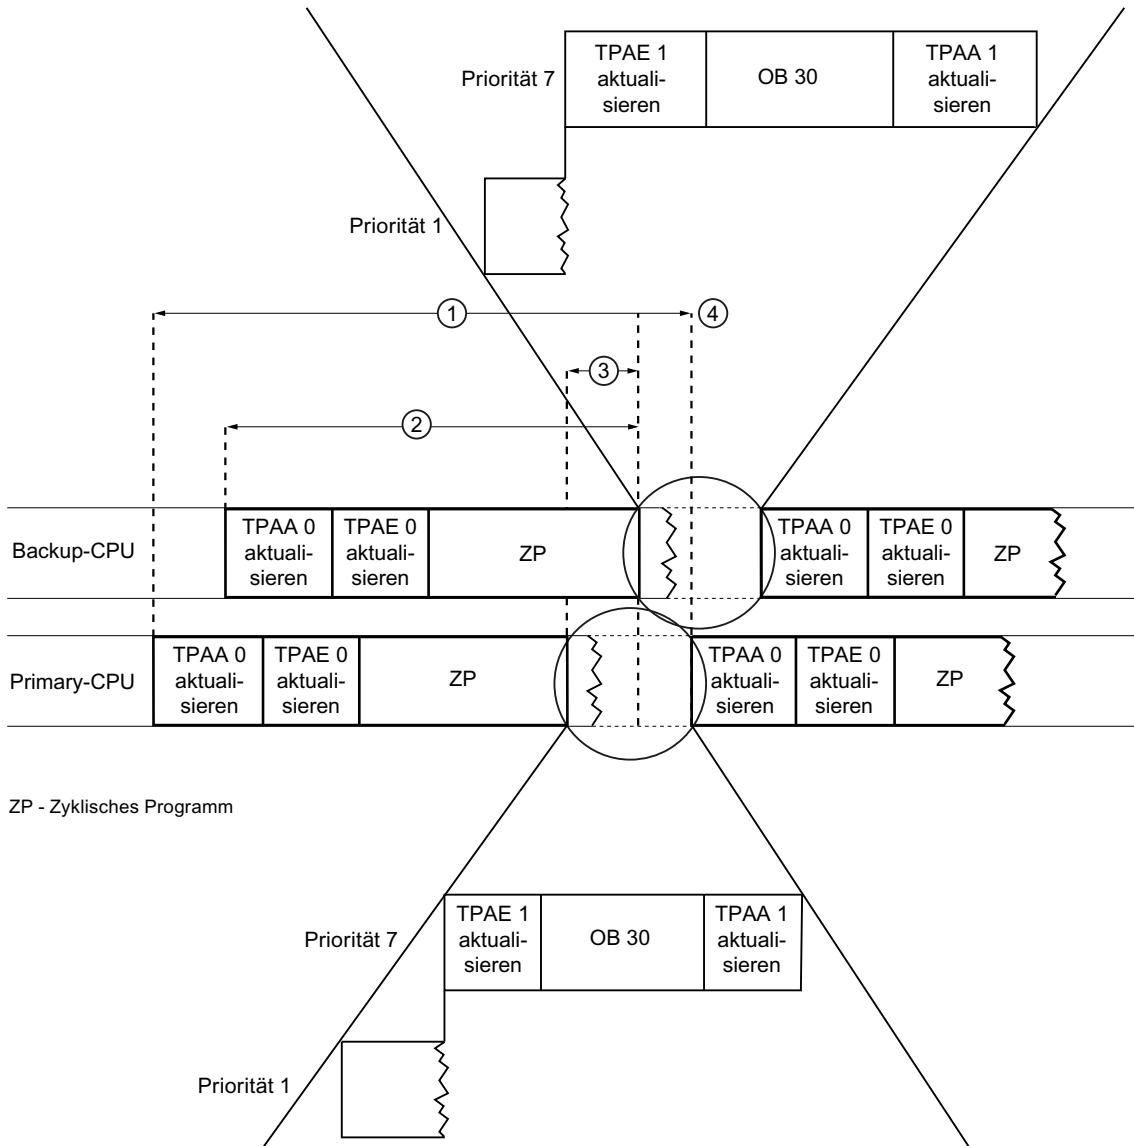 TPAE 1 aktuali- sieren
OB 30
TPAA 1 aktuali- sieren
Priorität 7
Priorität 1
1
4
3
2
Backup-CPU
TPAA 0 aktuali- sieren
TPAE 0 aktuali- sieren
ZP
TPAA 0 aktuali- sieren
TPAE 0 aktuali- sieren
ZP
Primary-CPU
TPAA 0 aktuali- sieren
TPAE 0 aktuali- sieren
ZP
TPAA 0 aktuali- sieren
TPAE 0 aktuali- sieren
ZP
ZP - Zyklisches Programm
Priorität 7
TPAE 1 aktuali- sieren
OB 30
TPAA 1 aktuali- sieren
Priorität 1